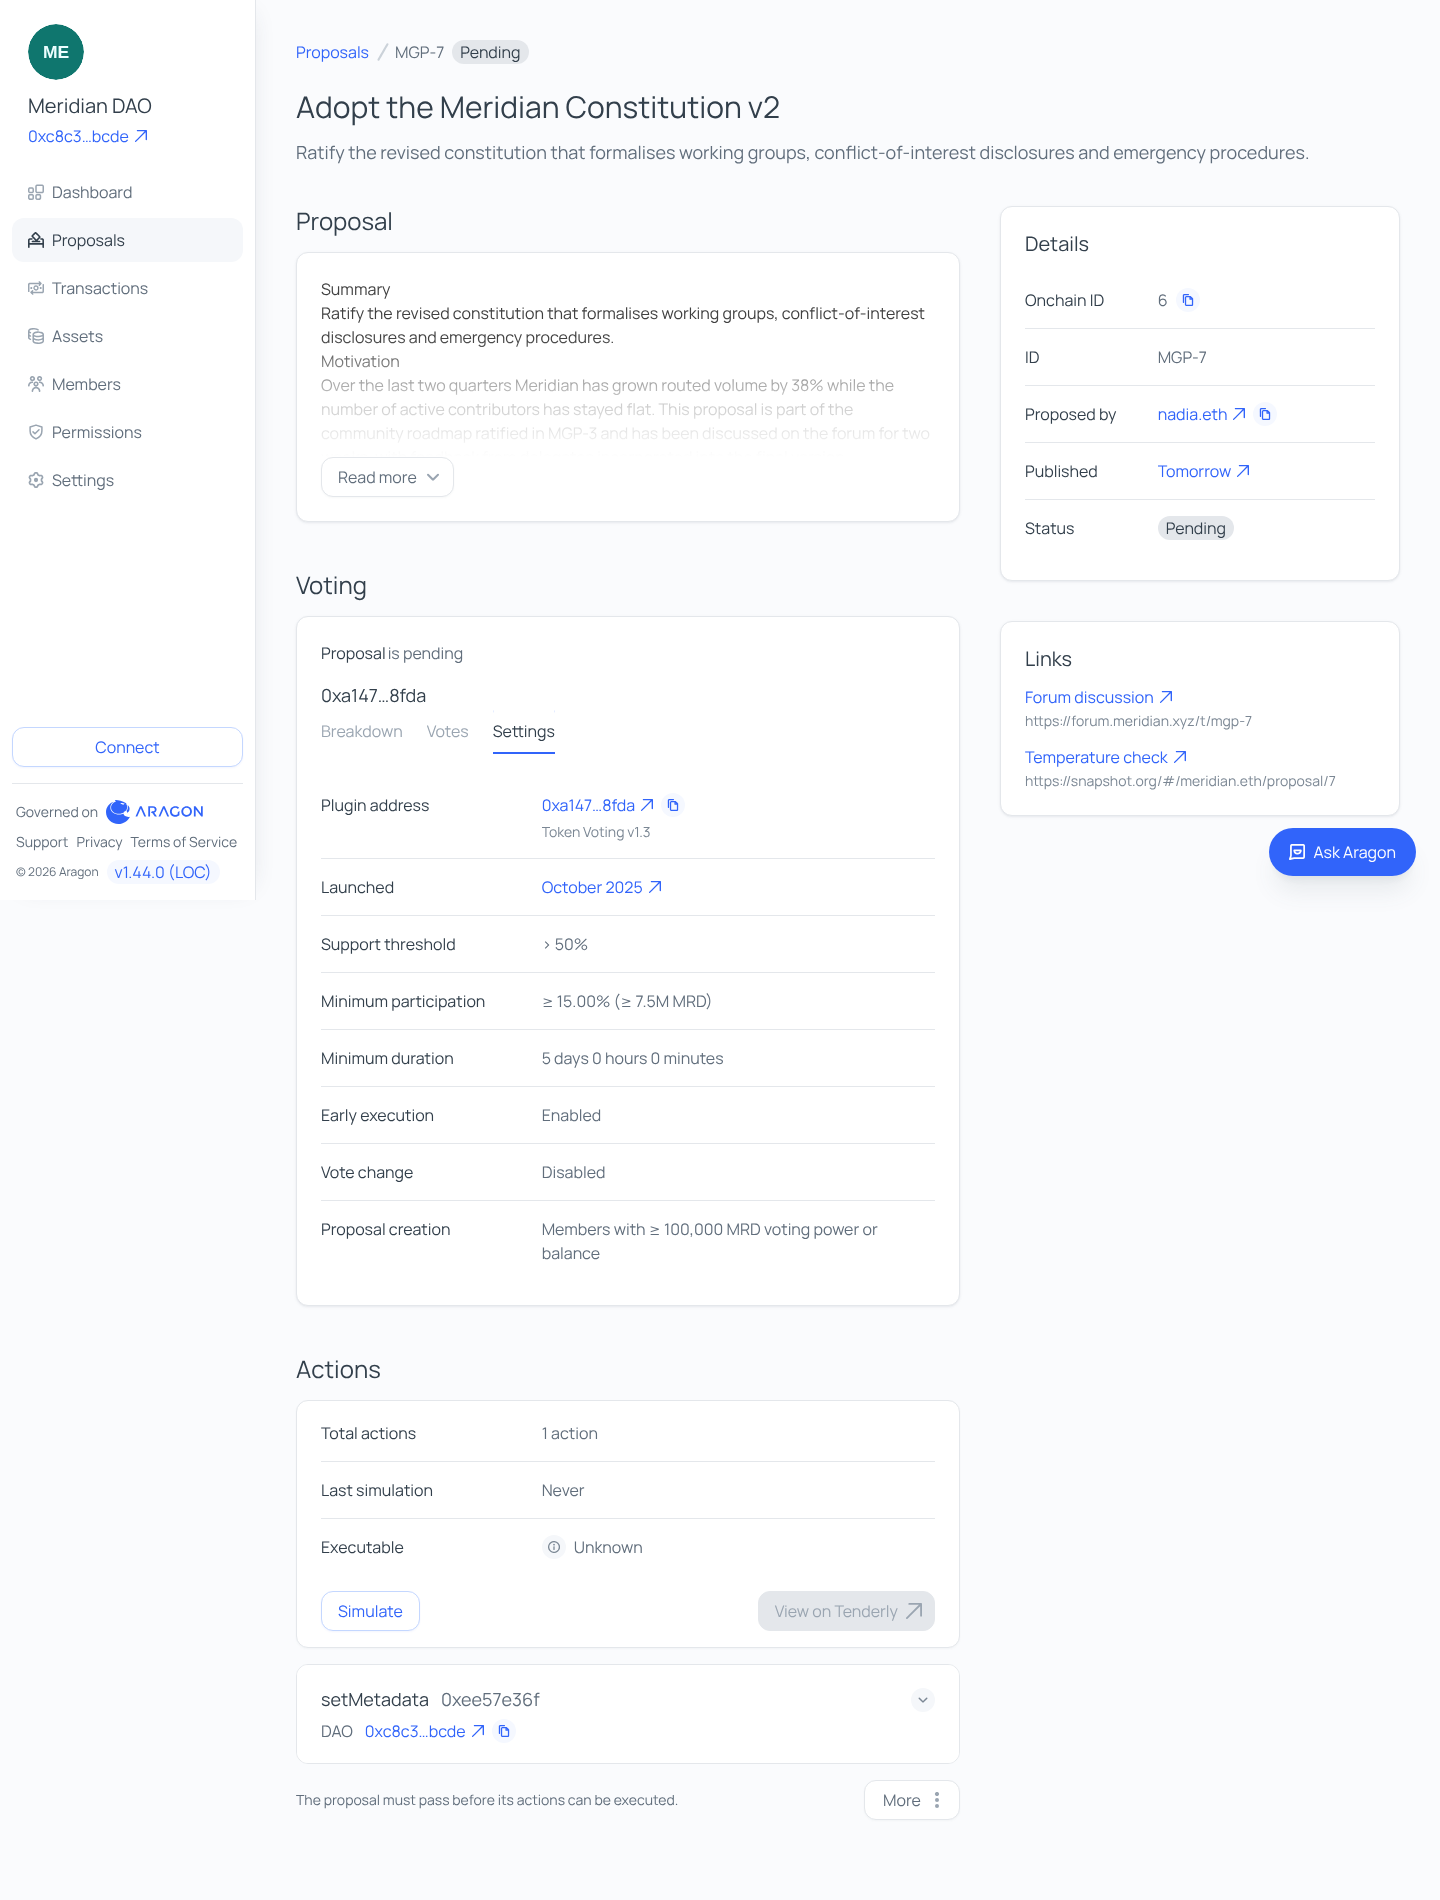 ME
Meridian DAO
0xc8c3...bcde
Dashboard
Proposals
Transactions
Assets
Members
Permissions
Settings
Connect
Governed on ARAGON
Support Privacy Terms of Service
© 2026 Aragon v1.44.0 (LOC)
Proposals / MGP-7 Pending
Adopt the Meridian Constitution v2
Ratify the revised constitution that formalises working groups, conflict-of-interest disclosures and emergency procedures.
Proposal
Summary
Ratify the revised constitution that formalises working groups, conflict-of-interest
disclosures and emergency procedures.
Motivation
Over the last two quarters Meridian has grown routed volume by 38% while the
number of active contributors has stayed flat. This proposal is part of the
community roadmap ratified in MGP-3 and has been discussed on the forum for two
Read more
Voting
Proposal is pending
0xa147...8fda
Breakdown Votes Settings
Plugin address 0xa147...8fda
Token Voting v1.3
Launched October 2025
Support threshold > 50%
Minimum participation ≥ 15.00% (≥ 7.5M MRD)
Minimum duration 5 days 0 hours 0 minutes
Early execution Enabled
Vote change Disabled
Proposal creation Members with ≥ 100,000 MRD voting power or
balance
Actions
Total actions 1 action
Last simulation Never
Executable Unknown
Simulate View on Tenderly
setMetadata 0xee57e36f
DAO 0xc8c3...bcde
The proposal must pass before its actions can be executed. More
Details
Onchain ID 6
ID MGP-7
Proposed by nadia.eth
Published Tomorrow
Status Pending
Links
Forum discussion
https://forum.meridian.xyz/t/mgp-7
Temperature check
https://snapshot.org/#/meridian.eth/proposal/7
Ask Aragon